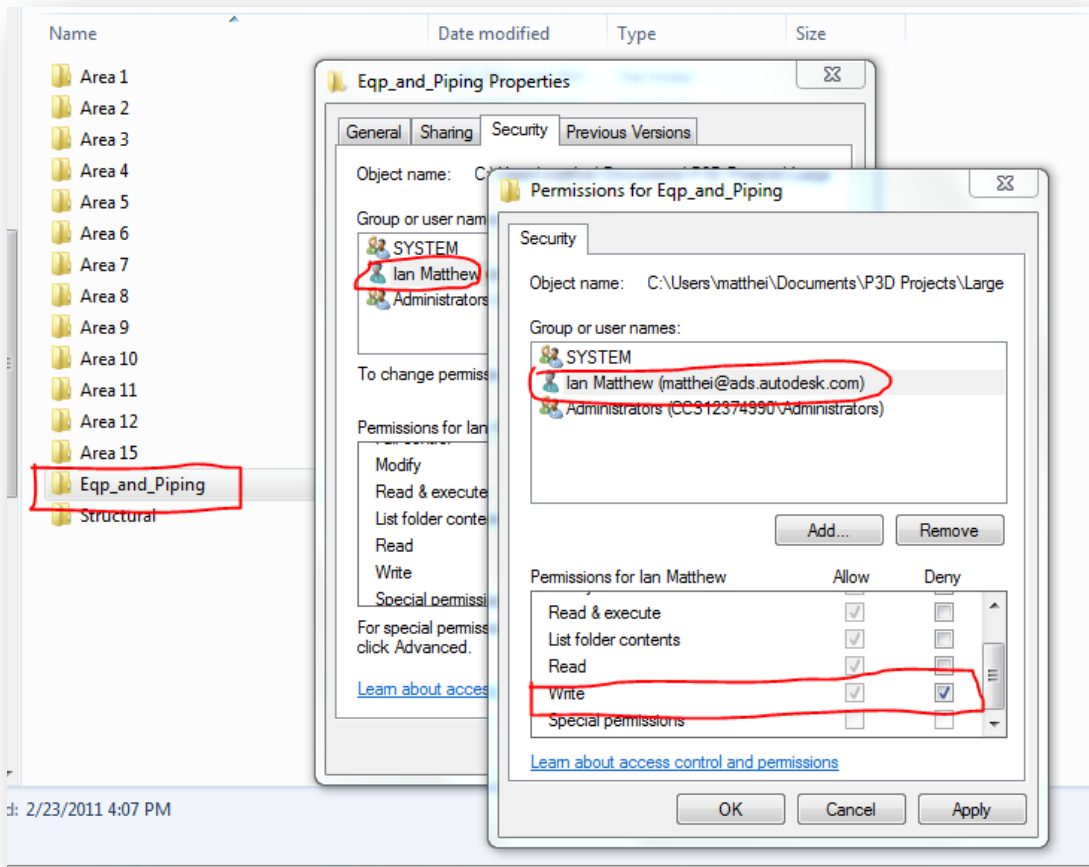 Name Date modified Type Size
Area 1
Area 2
Area 3
Area 4
Area 5
Area 6
Area 7
Area 8
Area 9
Area 10
Area 11
Area 12
Area 15
Eqp_and_Piping
Structural
d: 2/23/2011 4:07 PM
Eqp_and_Piping Properties
General Sharing Security Previous Versions
Object name:
Group or user nam
SYSTEM
Ian Matthew
Administrators
To change permiss
Permissions for Ian
Modify
Read & execute
List folder conte
Read
Write
Special permissi
For special permiss
click Advanced.
Learn about acces
Permissions for Eqp_and_Piping
Security
Object name: C:\Users\matthei\Documents\P3D Projects\Large
Group or user names:
SYSTEM
Ian Matthew (matthei@ads.autodesk.com)
Administrators (CCS12374990\Administrators)
Add... Remove
Permissions for Ian Matthew Allow Deny
Read & execute
List folder contents
Read
Write
Special permissions
Learn about access control and permissions
OK Cancel Apply